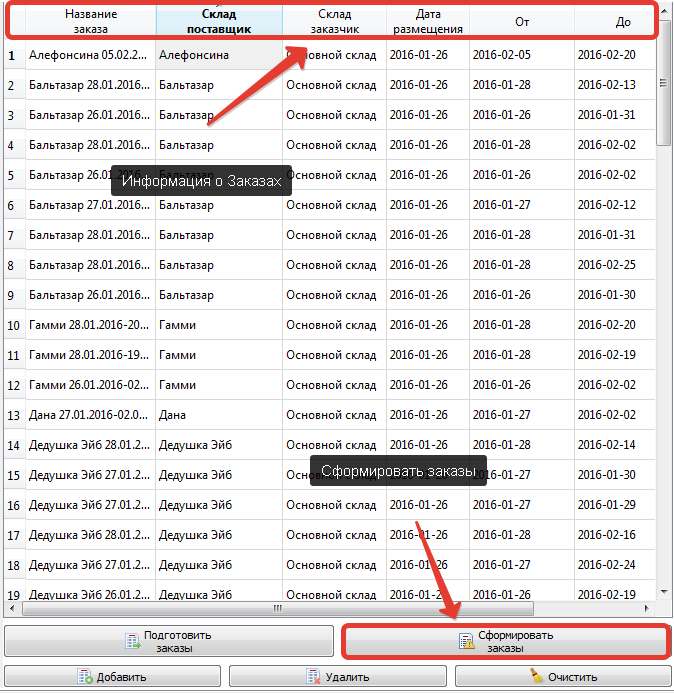 Название заказа Склад поставщик Склад заказчик Дата размещения От До
1 Алефонсина 05.02.2... Алефонсина Основной склад 2016-01-26 2016-02-05 2016-02-20
2 Бальтазар 28.01.2016... Бальтазар Основной склад 2016-01-26 2016-01-28 2016-02-13
3 Бальтазар 26.01.2016... Бальтазар Основной склад 2016-01-26 2016-01-26 2016-01-31
4 Бальтазар 28.01.2016... Бальтазар Основной склад 2016-01-26 2016-01-28 2016-02-02
5 Бальтазар 26.01.2016... Бальтазар Основной склад 2016-01-26 2016-01-26 2016-02-02
Информация о Заказах
6 Бальтазар 27.01.2016... Бальтазар Основной склад 2016-01-26 2016-01-27 2016-02-12
7 Бальтазар 28.01.2016... Бальтазар Основной склад 2016-01-26 2016-01-28 2016-01-31
8 Бальтазар 28.01.2016... Бальтазар Основной склад 2016-01-26 2016-01-28 2016-02-25
9 Бальтазар 26.01.2016... Бальтазар Основной склад 2016-01-26 2016-01-26 2016-01-30
10 Гамми 28.01.2016-20... Гамми Основной склад 2016-01-26 2016-01-28 2016-02-20
11 Гамми 28.01.2016-19... Гамми Основной склад 2016-01-26 2016-01-28 2016-02-19
12 Гамми 26.01.2016-02... Гамми Основной склад 2016-01-26 2016-01-26 2016-02-02
13 Дана 27.01.2016-02.0... Дана Основной склад 2016-01-26 2016-01-27 2016-02-02
14 Дедушка Эйб 28.01.2... Дедушка Эйб Основной склад 2016-01-26 2016-01-28 2016-02-14
Сформировать заказы
15 Дедушка Эйб 27.01.2... Дедушка Эйб Основной склад 2016-01-26 2016-01-27 2016-01-30
16 Дедушка Эйб 27.01.2... Дедушка Эйб Основной склад 2016-01-26 2016-01-27 2016-01-29
17 Дедушка Эйб 28.01.2... Дедушка Эйб Основной склад 2016-01-26 2016-01-28 2016-02-16
18 Дедушка Эйб 27.01.2... Дедушка Эйб Основной склад 2016-01-26 2016-01-27 2016-02-24
19 Дедушка Эйб 26.01.2... Дедушка Эйб Основной склад 2016-01-26 2016-01-26 2016-02-19
Подготовить заказы Сформировать заказы
Добавить Удалить Очистить